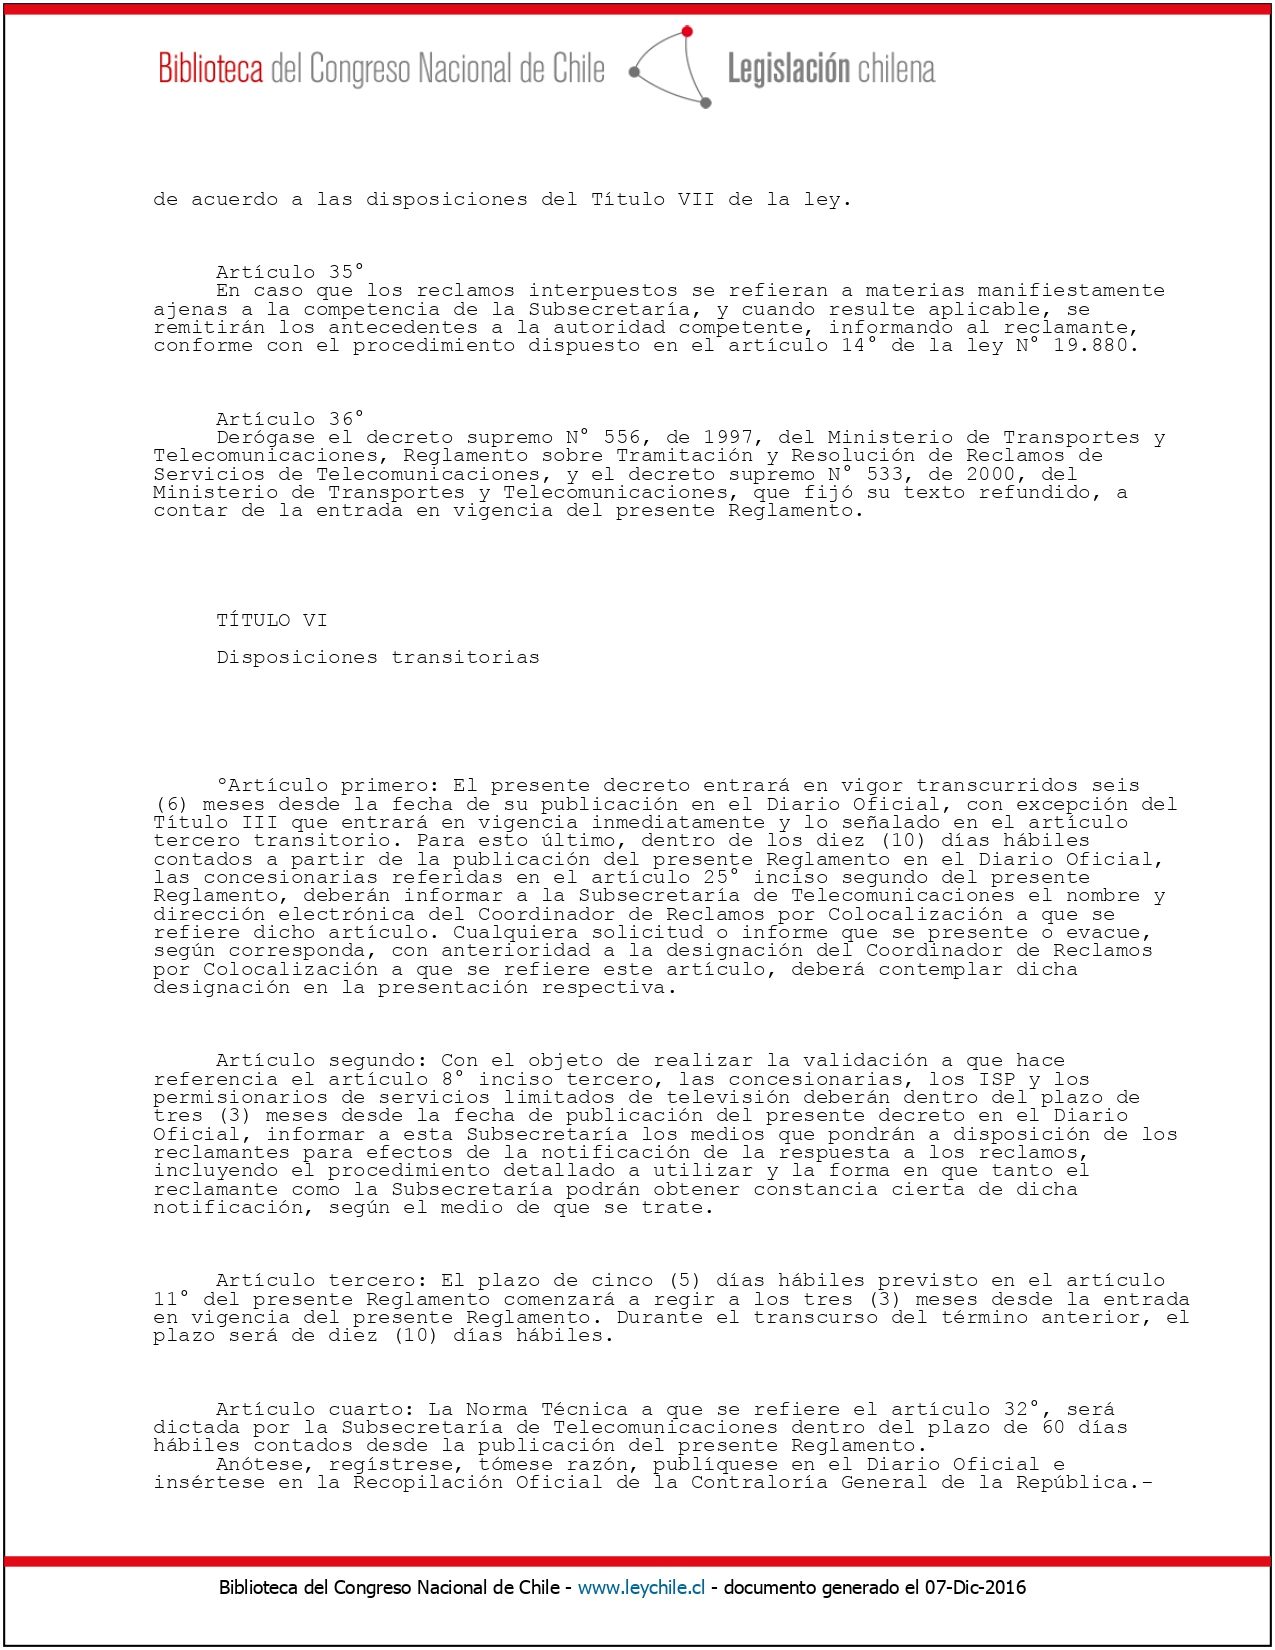 Biblioteca del Congreso Nacional de Chile Legislación chilena
de acuerdo a las disposiciones del Título VII de la ley.
Artículo 35°
En caso que los reclamos interpuestos se refieran a materias manifiestamente
ajenas a la competencia de la Subsecretaría, y cuando resulte aplicable, se
remitirán los antecedentes a la autoridad competente, informando al reclamante,
conforme con el procedimiento dispuesto en el artículo 14° de la ley N° 19.880.
Artículo 36°
Derógase el decreto supremo N° 556, de 1997, del Ministerio de Transportes y
Telecomunicaciones, Reglamento sobre Tramitación y Resolución de Reclamos de
Servicios de Telecomunicaciones, y el decreto supremo N° 533, de 2000, del
Ministerio de Transportes y Telecomunicaciones, que fijó su texto refundido, a
contar de la entrada en vigencia del presente Reglamento.
TÍTULO VI
Disposiciones transitorias
ºArtículo primero: El presente decreto entrará en vigor transcurridos seis
(6) meses desde la fecha de su publicación en el Diario Oficial, con excepción del
Título III que entrará en vigencia inmediatamente y lo señalado en el artículo
tercero transitorio. Para esto último, dentro de los diez (10) días hábiles
contados a partir de la publicación del presente Reglamento en el Diario Oficial,
las concesionarias referidas en el artículo 25° inciso segundo del presente
Reglamento, deberán informar a la Subsecretaría de Telecomunicaciones el nombre y
dirección electrónica del Coordinador de Reclamos por Colocalización a que se
refiere dicho artículo. Cualquiera solicitud o informe que se presente o evacue,
según corresponda, con anterioridad a la designación del Coordinador de Reclamos
por Colocalización a que se refiere este artículo, deberá contemplar dicha
designación en la presentación respectiva.
Artículo segundo: Con el objeto de realizar la validación a que hace
referencia el artículo 8° inciso tercero, las concesionarias, los ISP y los
permisionarios de servicios limitados de televisión deberán dentro del plazo de
tres (3) meses desde la fecha de publicación del presente decreto en el Diario
Oficial, informar a esta Subsecretaría los medios que pondrán a disposición de los
reclamantes para efectos de la notificación de la respuesta a los reclamos,
incluyendo el procedimiento detallado a utilizar y la forma en que tanto el
reclamante como la Subsecretaría podrán obtener constancia cierta de dicha
notificación, según el medio de que se trate.
Artículo tercero: El plazo de cinco (5) días hábiles previsto en el artículo
11° del presente Reglamento comenzará a regir a los tres (3) meses desde la entrada
en vigencia del presente Reglamento. Durante el transcurso del término anterior, el
plazo será de diez (10) días hábiles.
Artículo cuarto: La Norma Técnica a que se refiere el artículo 32°, será
dictada por la Subsecretaría de Telecomunicaciones dentro del plazo de 60 días
hábiles contados desde la publicación del presente Reglamento.
Anótese, regístrese, tómese razón, publíquese en el Diario Oficial e
insértese en la Recopilación Oficial de la Contraloría General de la República.-
Biblioteca del Congreso Nacional de Chile - www.leychile.cl - documento generado el 07-Dic-2016